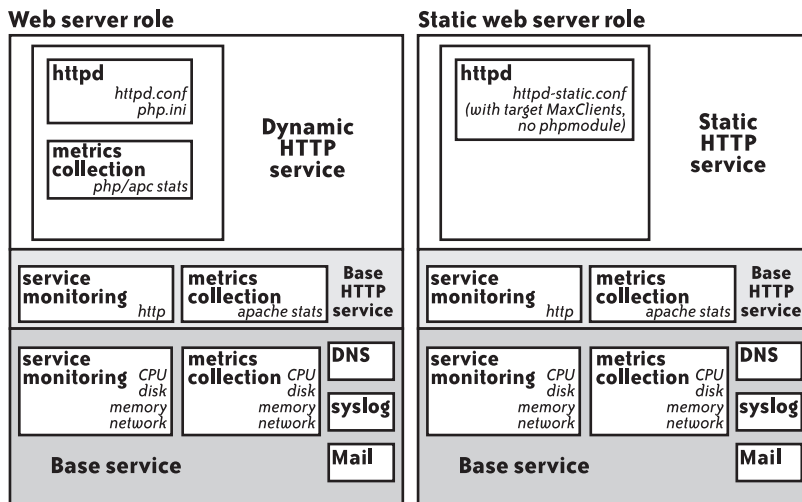 Web server role
httpd
httpd.conf
php.ini
metrics
collection
php/apc stats
Dynamic
HTTP
service
service
monitoring
http
metrics
collection
apache stats
Base
HTTP
service
service
monitoring
CPU
disk
memory
network
metrics
collection
CPU
disk
memory
network
DNS
syslog
Mail
Base service
Static web server role
httpd
httpd-static.conf
(with target MaxClients,
no phpmodule)
Static
HTTP
service
service
monitoring
http
metrics
collection
apache stats
Base
HTTP
service
service
monitoring
CPU
disk
memory
network
metrics
collection
CPU
disk
memory
network
DNS
syslog
Mail
Base service